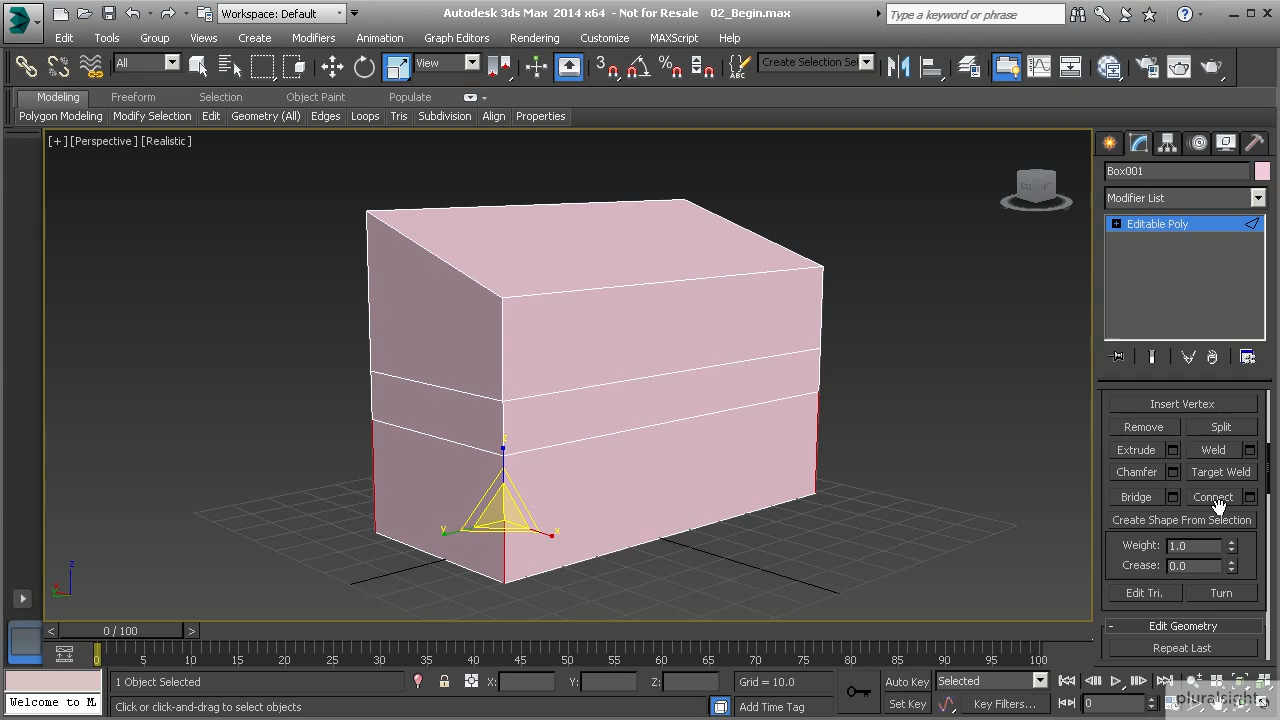 Workspace: Default
Autodesk 3ds Max 2014 x64 - Not for Resale 02_Begin.max
Type a keyword or phrase
Edit Tools Group Views Create Modifiers Animation Graph Editors Rendering Customize MAXScript Help
All View Create Selection Se
Modeling Freeform Selection Object Paint Populate
Polygon Modeling Modify Selection Edit Geometry (All) Edges Loops Tris Subdivision Align Properties
[+] [Perspective] [Realistic]
Box001
Modifier List
Editable Poly
Insert Vertex
Remove Split
Extrude Weld
Chamfer Target Weld
Bridge Connect
Create Shape From Selection
Weight: 1.0
Crease: 0.0
Edit Tri. Turn
- Edit Geometry
Repeat Last
z
y x
z
< 0 / 100 >
0 5 10 15 20 25 30 35 40 45 50 55 60 65 70 75 80 85 90 95 100
1 Object Selected X: Y: Z: Grid = 10.0 Auto Key Selected
Welcome to M Click or click-and-drag to select objects Add Time Tag Set Key Key Filters... 0
pluralsight